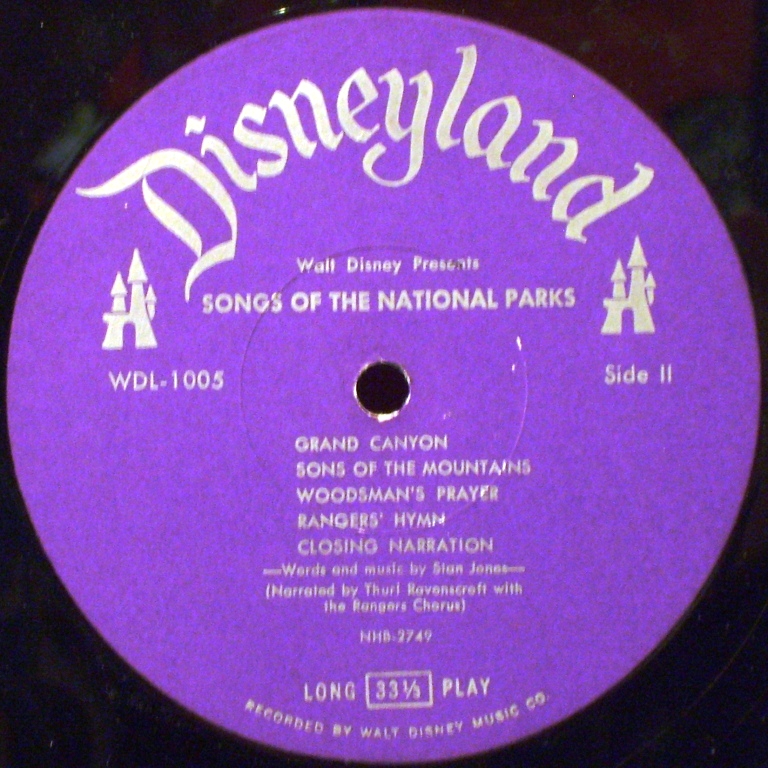 Disneyland
Walt Disney Presents
SONGS OF THE NATIONAL PARKS
WDL-1005
Side II
GRAND CANYON
SONS OF THE MOUNTAINS
WOODSMAN'S PRAYER
RANGERS' HYMN
CLOSING NARRATION
—Words and music by Stan Jones—
(Narrated by Thurl Ravenscroft with
the Rangers Chorus)
NHB-2749
LONG 33⅓ PLAY
RECORDED BY WALT DISNEY MUSIC CO.